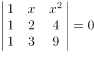 | 1 x x² |
| 1 2 4 | = 0
| 1 3 9 |